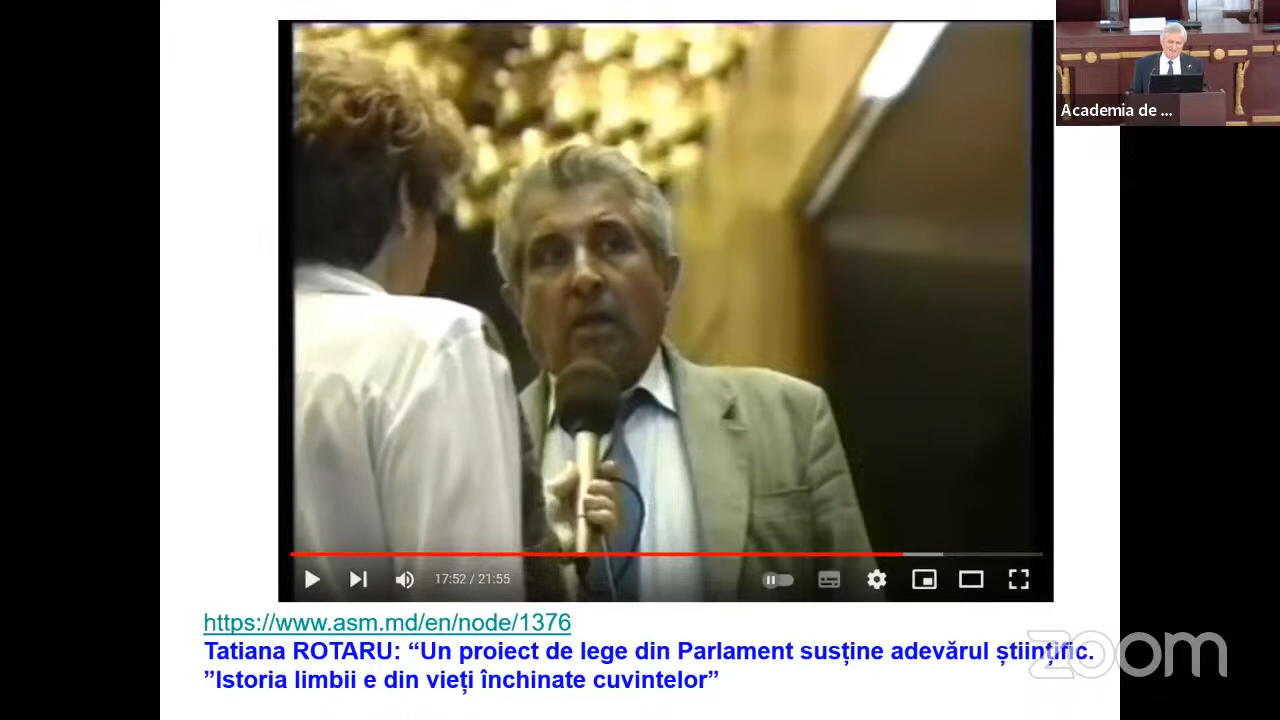 Academia de ...
17:52 / 21:55
https://www.asm.md/en/node/1376
Tatiana ROTARU: “Un proiect de lege din Parlament susține adevărul științific.
”Istoria limbii e din vieți închinate cuvintelor”
zoom